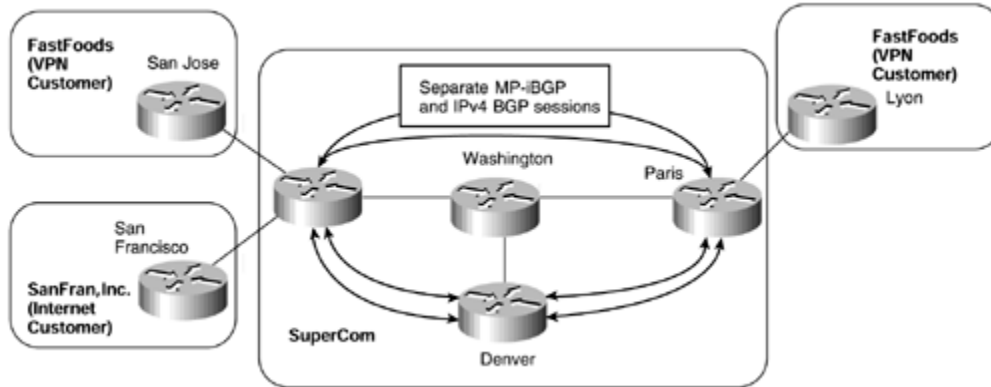 FastFoods
(VPN
Customer)
San Jose
San
Francisco
SanFran,Inc.
(Internet
Customer)
Separate MP-iBGP
and IPv4 BGP sessions
Washington
Paris
SuperCom
Denver
FastFoods
(VPN
Customer)
Lyon